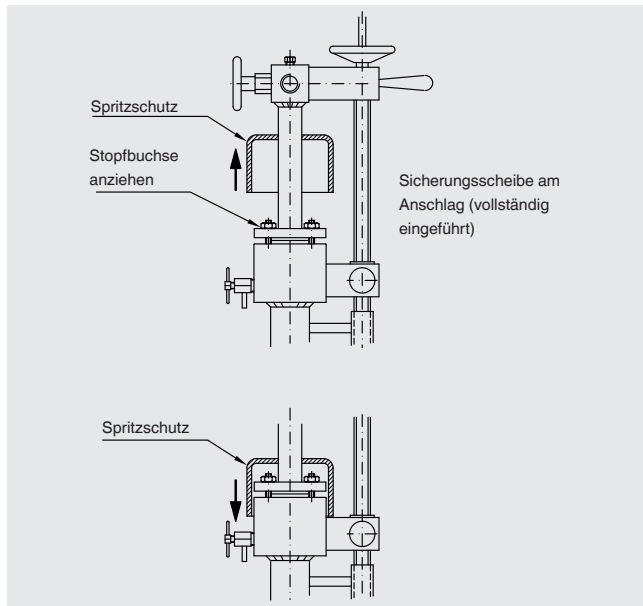 Spritzschutz
Stopfbuchse
anziehen
Sicherungsscheibe am
Anschlag (vollständig
eingeführt)
Spritzschutz